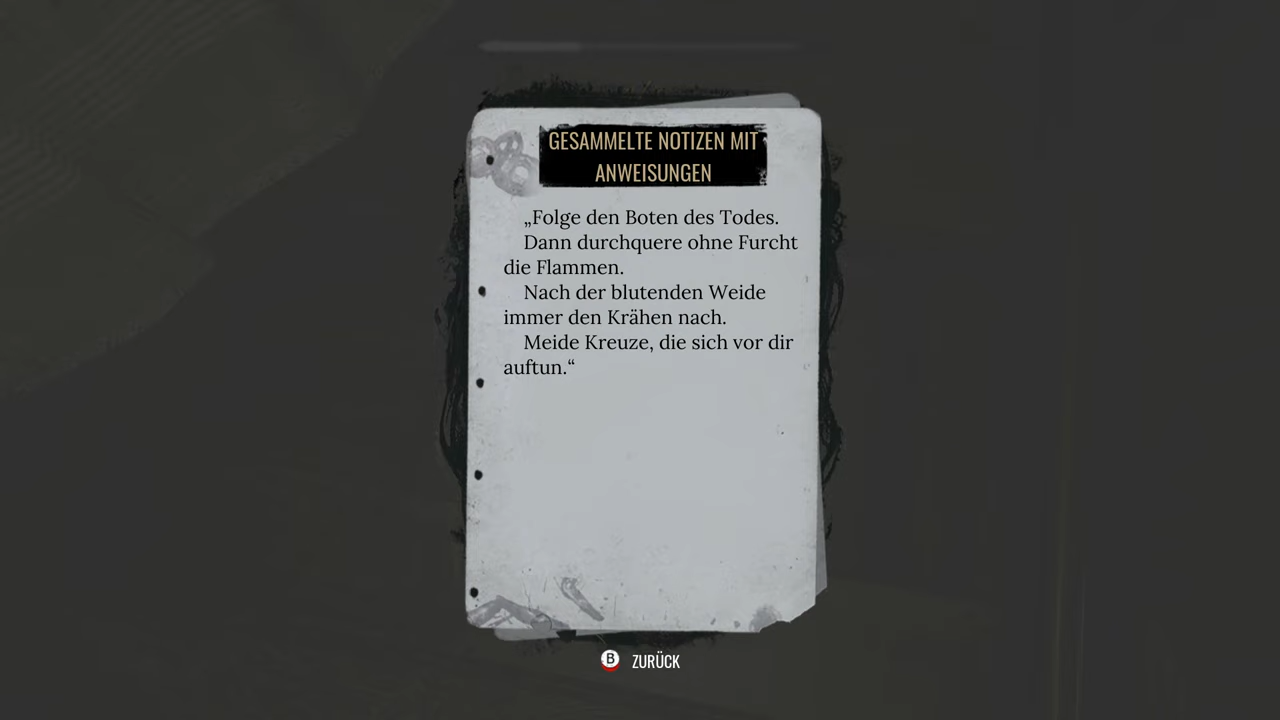 GESAMMELTE NOTIZEN MIT
ANWEISUNGEN
„Folge den Boten des Todes.
Dann durchquere ohne Furcht
die Flammen.
Nach der blutenden Weide
immer den Krähen nach.
Meide Kreuze, die sich vor dir
auftun.“
B ZURÜCK